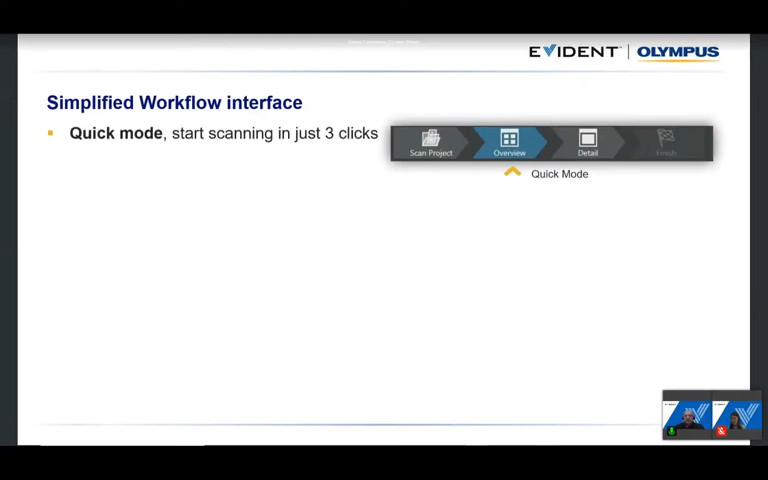 EVIDENT | OLYMPUS
Simplified Workflow interface
Quick mode, start scanning in just 3 clicks
Scan Project
Overview
Detail
Finish
Quick Mode